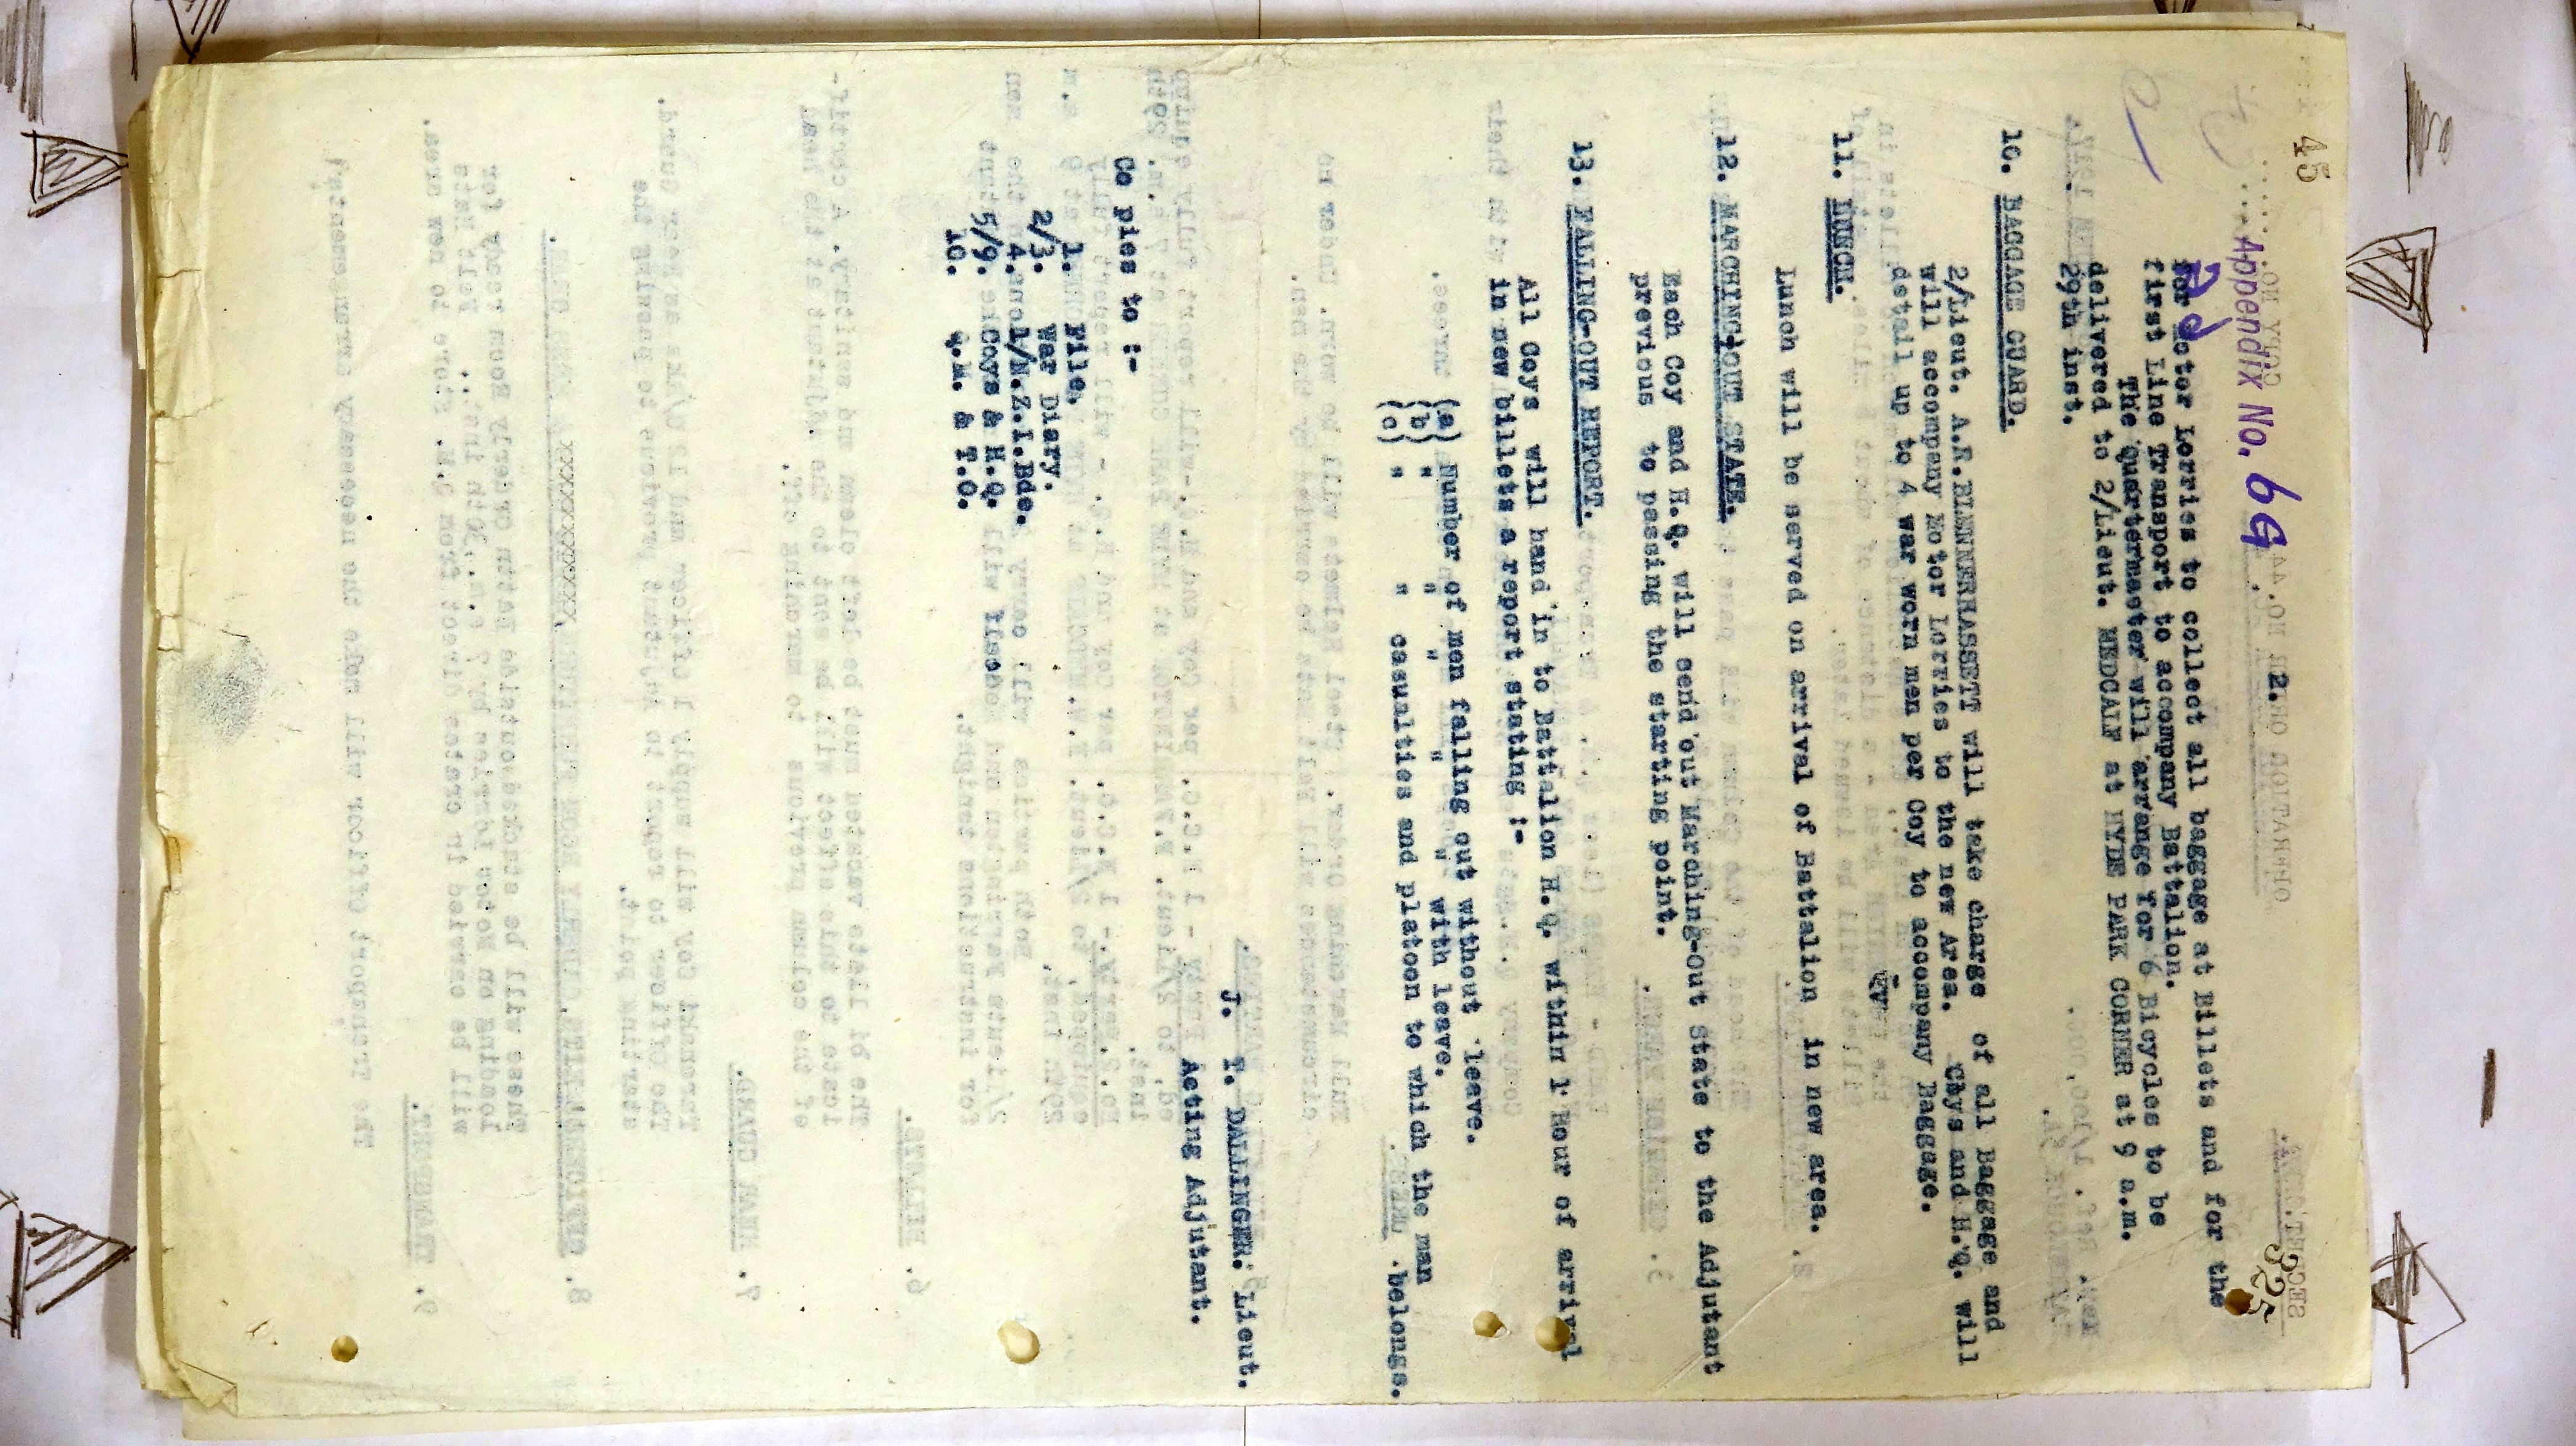 45
Appendix No. 6G
325
2.
for Motor Lorries to collect all baggage at Billets and for the
first Line Transport to accompany Battalion.
The Quartermaster will arrange for 6 Bicycles to be
delivered to 2/Lieut. MEDCALF at HYDE PARK CORNER at 9 a.m.
29th inst.
10. BAGGAGE GUARD.
2/Lieut. A.R.BLENNERHASSETT will take charge of all Baggage and
will accompany Motor Lorries to the new Area. Coys and H.Q. will
detail up to 4 war worn men per Coy to accompany Baggage.
11. LUNCH.
Lunch will be served on arrival of Battalion in new area.
12. MARCHING-OUT STATE.
Each Coy and H.Q. will send out Marching-Out State to the Adjutant
previous to passing the starting point.
13. FALLING-OUT REPORT.
All Coys will hand in to Battalion H.Q. within 1 Hour of arrival
in new billets a report stating :-
(a) Number of men falling out without leave.
(b) " " " " " with leave.
(c) " " casualties and platoon to which the man
belongs.
J. T. DALLINGER. Lieut.
Acting Adjutant.
Co pies to :-
1. File.
2/3. War Diary.
4. 1/N.Z.I.Bde.
5/9. Coys & H.Q.
10. Q.M. & T.O.